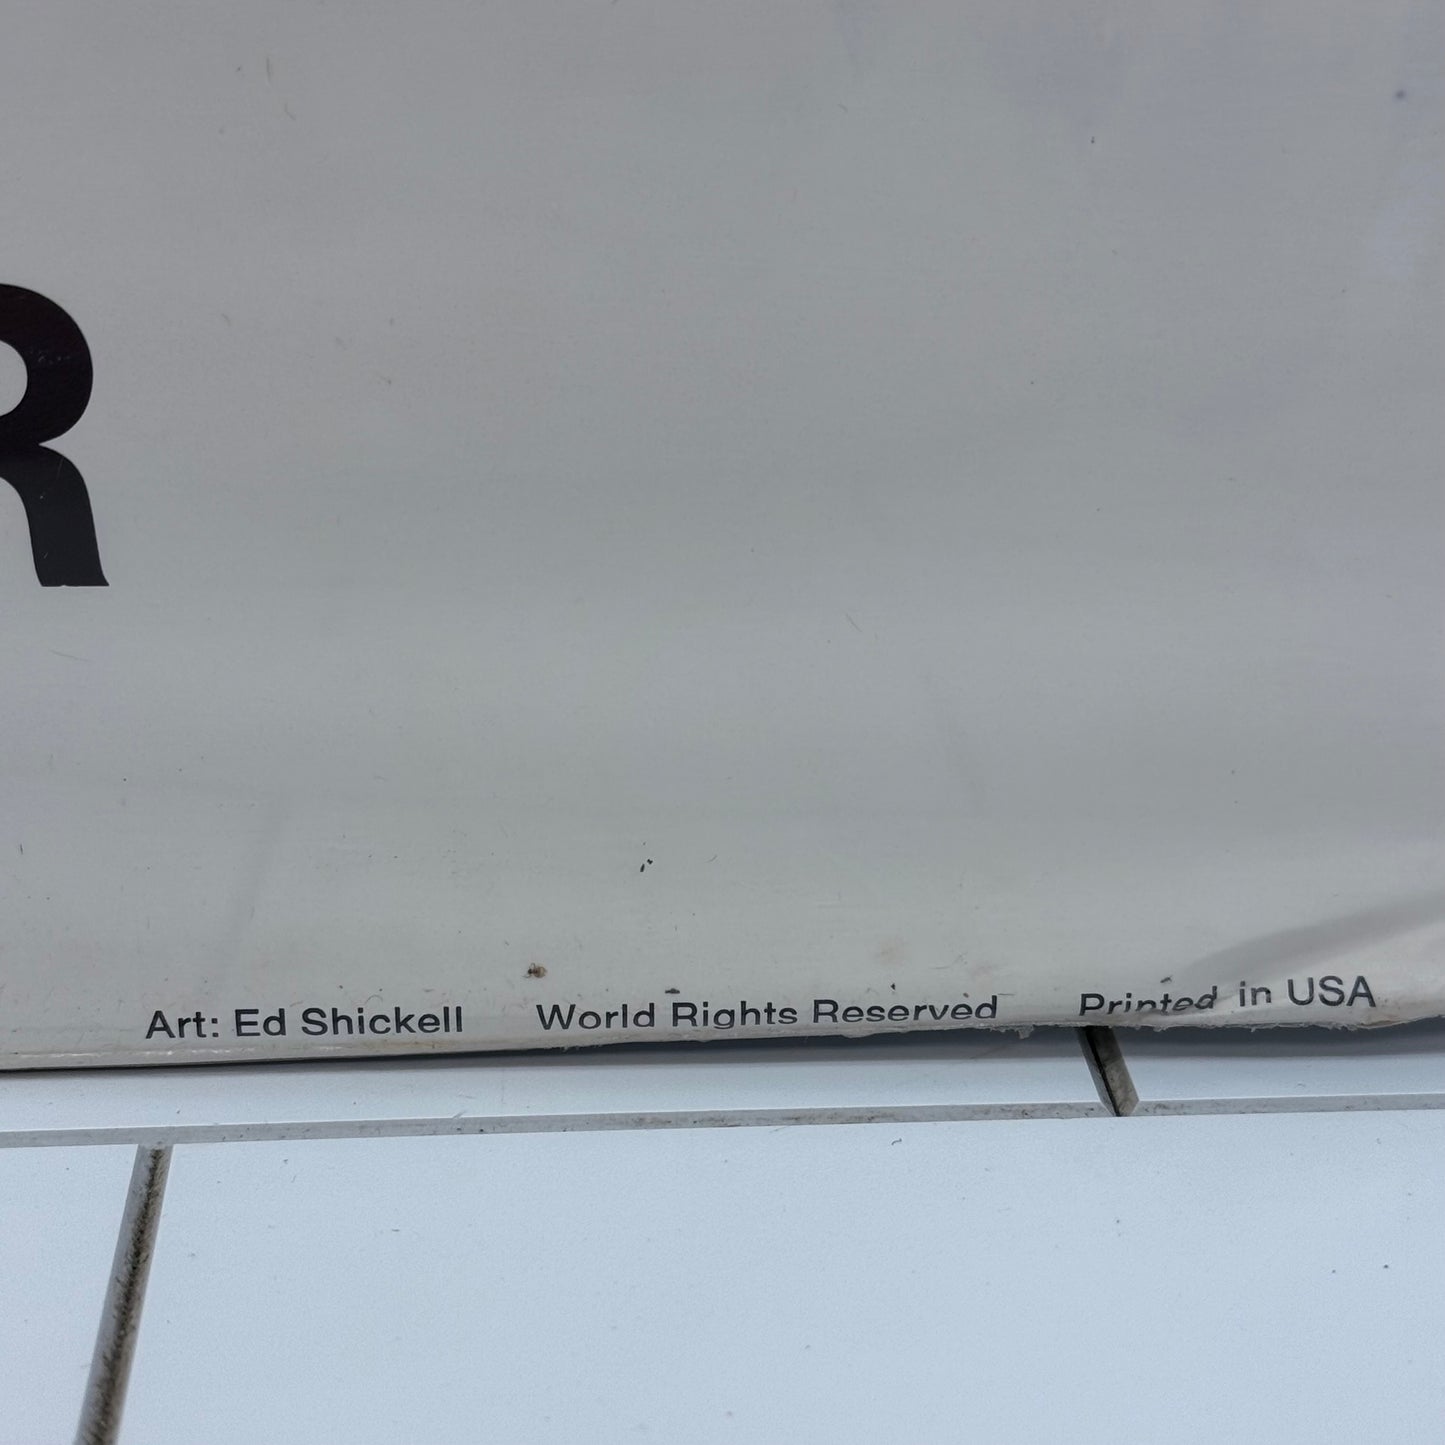 R
Art: Ed Shickell World Rights Reserved Printed in USA